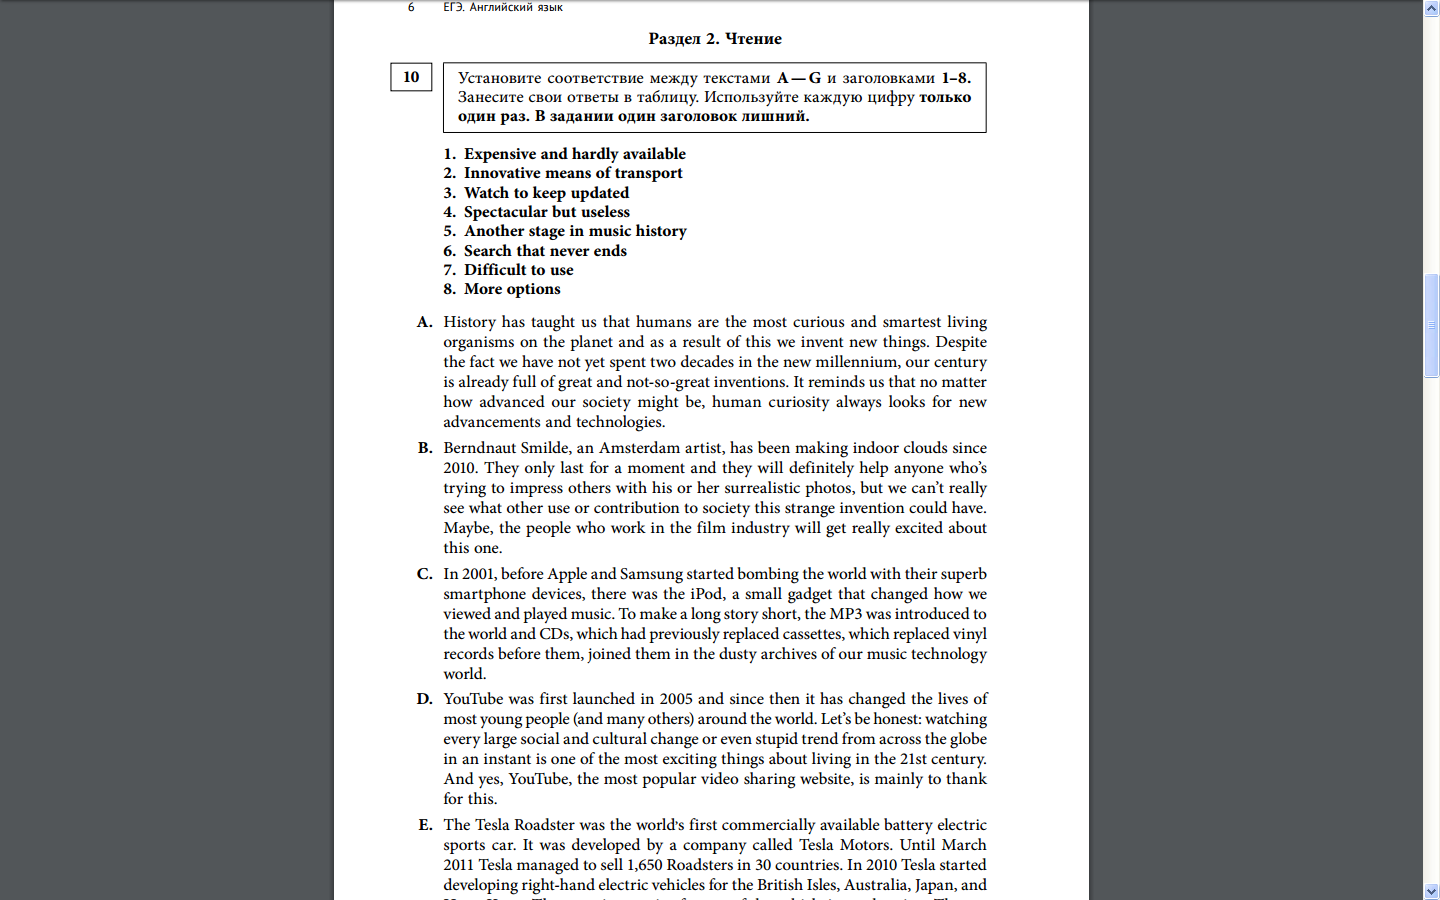 6 ЕГЭ. Английский язык
Раздел 2. Чтение
10
Установите соответствие между текстами A — G и заголовками 1–8.
Занесите свои ответы в таблицу. Используйте каждую цифру только
один раз. В задании один заголовок лишний.
1. Expensive and hardly available
2. Innovative means of transport
3. Watch to keep updated
4. Spectacular but useless
5. Another stage in music history
6. Search that never ends
7. Difficult to use
8. More options
A. History has taught us that humans are the most curious and smartest living
organisms on the planet and as a result of this we invent new things. Despite
the fact we have not yet spent two decades in the new millennium, our century
is already full of great and not-so-great inventions. It reminds us that no matter
how advanced our society might be, human curiosity always looks for new
advancements and technologies.
B. Berndnaut Smilde, an Amsterdam artist, has been making indoor clouds since
2010. They only last for a moment and they will definitely help anyone who's
trying to impress others with his or her surrealistic photos, but we can't really
see what other use or contribution to society this strange invention could have.
Maybe, the people who work in the film industry will get really excited about
this one.
C. In 2001, before Apple and Samsung started bombing the world with their superb
smartphone devices, there was the iPod, a small gadget that changed how we
viewed and played music. To make a long story short, the MP3 was introduced to
the world and CDs, which had previously replaced cassettes, which replaced vinyl
records before them, joined them in the dusty archives of our music technology
world.
D. YouTube was first launched in 2005 and since then it has changed the lives of
most young people (and many others) around the world. Let's be honest: watching
every large social and cultural change or even stupid trend from across the globe
in an instant is one of the most exciting things about living in the 21st century.
And yes, YouTube, the most popular video sharing website, is mainly to thank
for this.
E. The Tesla Roadster was the world's first commercially available battery electric
sports car. It was developed by a company called Tesla Motors. Until March
2011 Tesla managed to sell 1,650 Roadsters in 30 countries. In 2010 Tesla started
developing right-hand electric vehicles for the British Isles, Australia, Japan, and